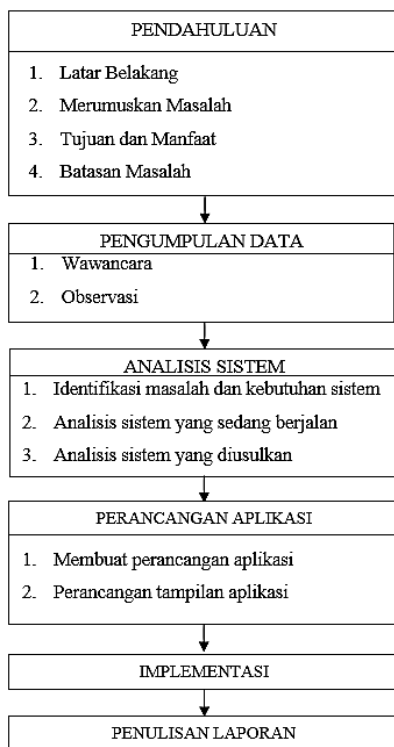 PENDAHULUAN
1. Latar Belakang
2. Merumuskan Masalah
3. Tujuan dan Manfaat
4. Batasan Masalah
PENGUMPULAN DATA
1. Wawancara
2. Observasi
ANALISIS SISTEM
1. Identifikasi masalah dan kebutuhan sistem
2. Analisis sistem yang sedang berjalan
3. Analisis sistem yang diusulkan
PERANCANGAN APLIKASI
1. Membuat perancangan aplikasi
2. Perancangan tampilan aplikasi
IMPLEMENTASI
PENULISAN LAPORAN